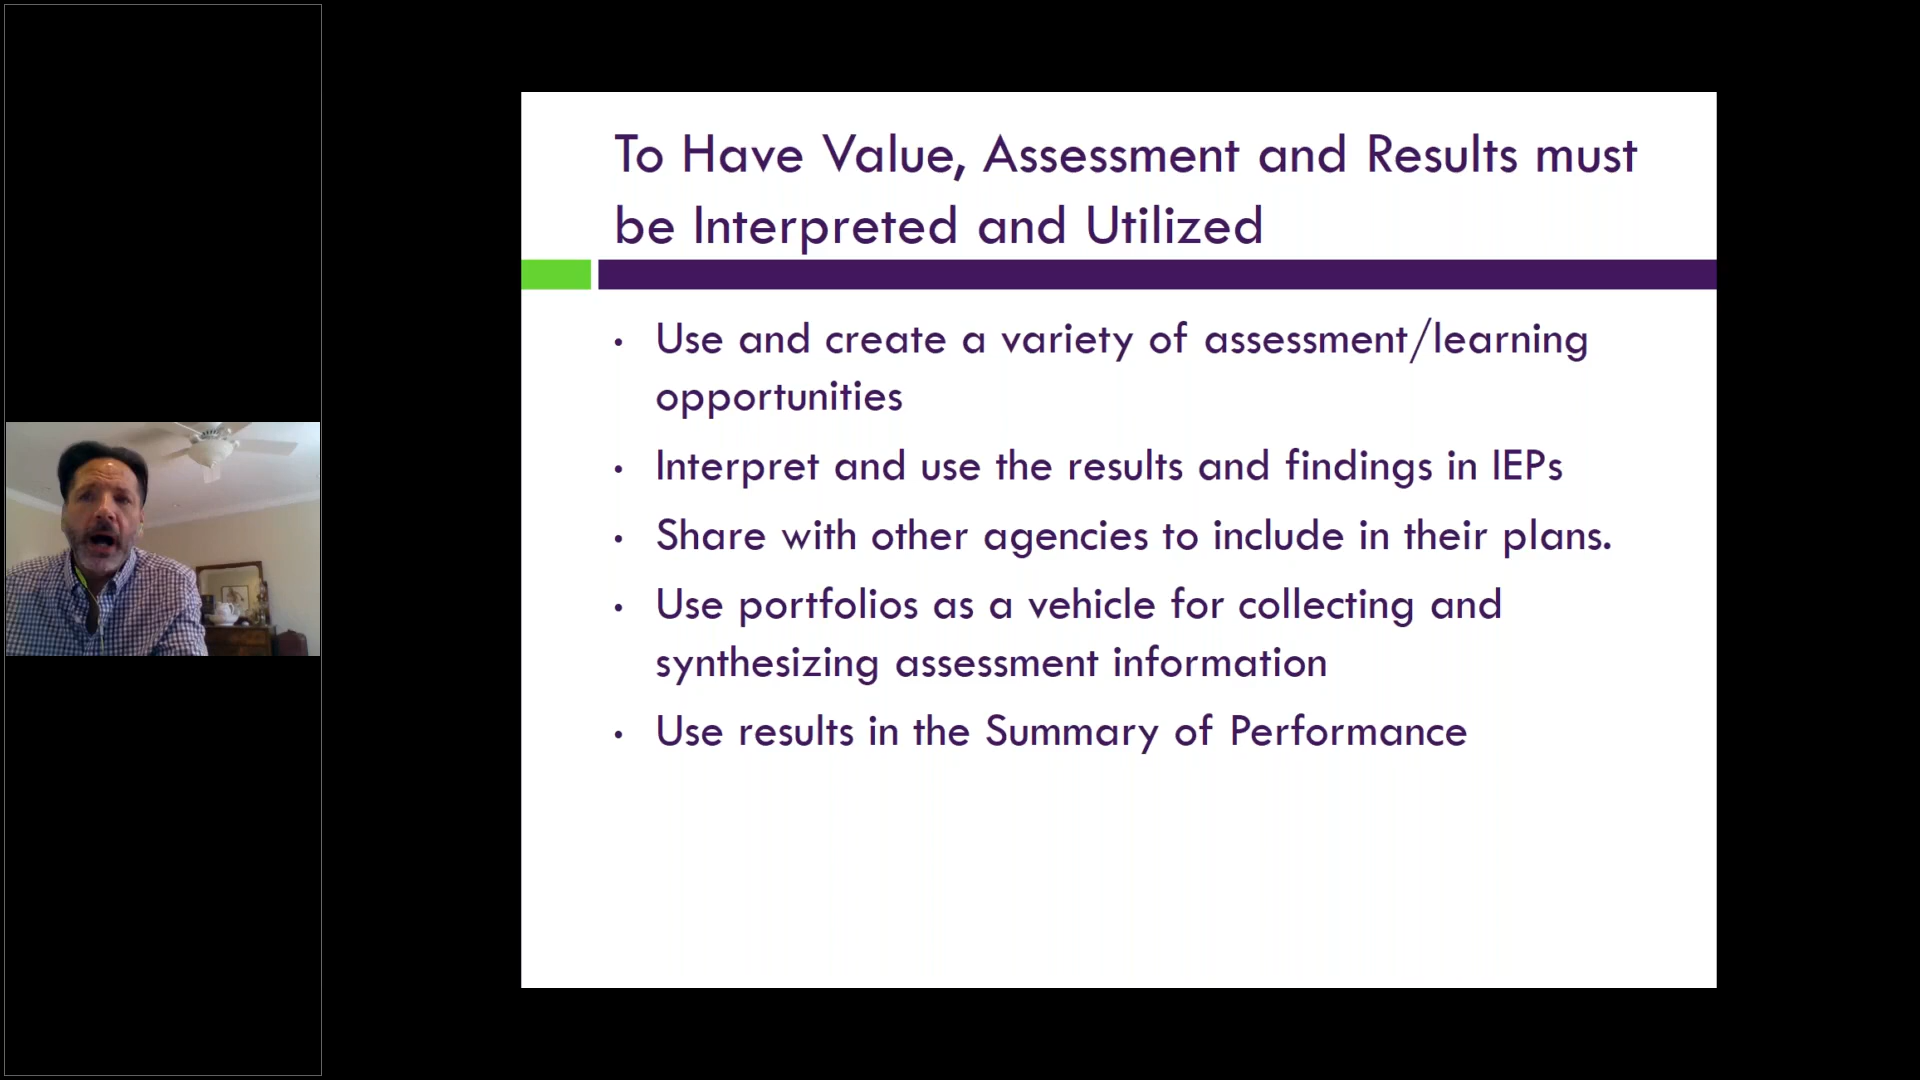 To Have Value, Assessment and Results must
be Interpreted and Utilized
• Use and create a variety of assessment/learning
opportunities
• Interpret and use the results and findings in IEPs
• Share with other agencies to include in their plans.
• Use portfolios as a vehicle for collecting and
synthesizing assessment information
• Use results in the Summary of Performance